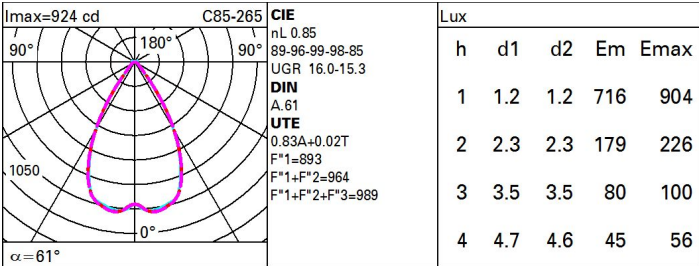 Imax=924 cd C85-265
90° 180° 90°
1050
0°
α=61°
CIE
nL 0.85
89-96-99-98-85
UGR 16.0-15.3
DIN
A.61
UTE
0.83A+0.02T
F"1=893
F"1+F"2=964
F"1+F"2+F"3=989
Lux
h d1 d2 Em Emax
1 1.2 1.2 716 904
2 2.3 2.3 179 226
3 3.5 3.5 80 100
4 4.7 4.6 45 56